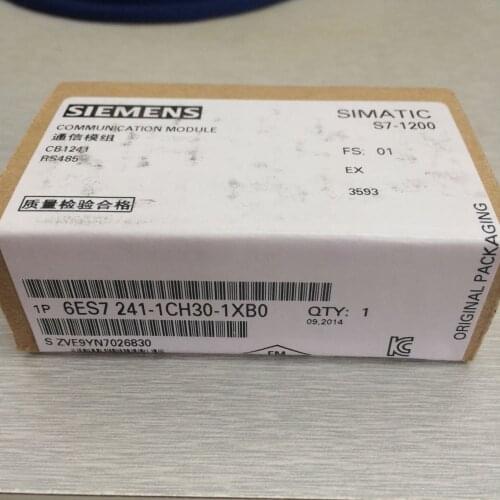 SIEMENS
COMMUNICATION MODULE
通信模组
CB1241
RS485
质量检验合格
SIMATIC
S7-1200
FS: 01
EX
3593
1P 6ES7 241-1CH30-1XB0
QTY: 1
09,2014
S ZVE9YN7026830
FM
ORIGINAL PACKAGING